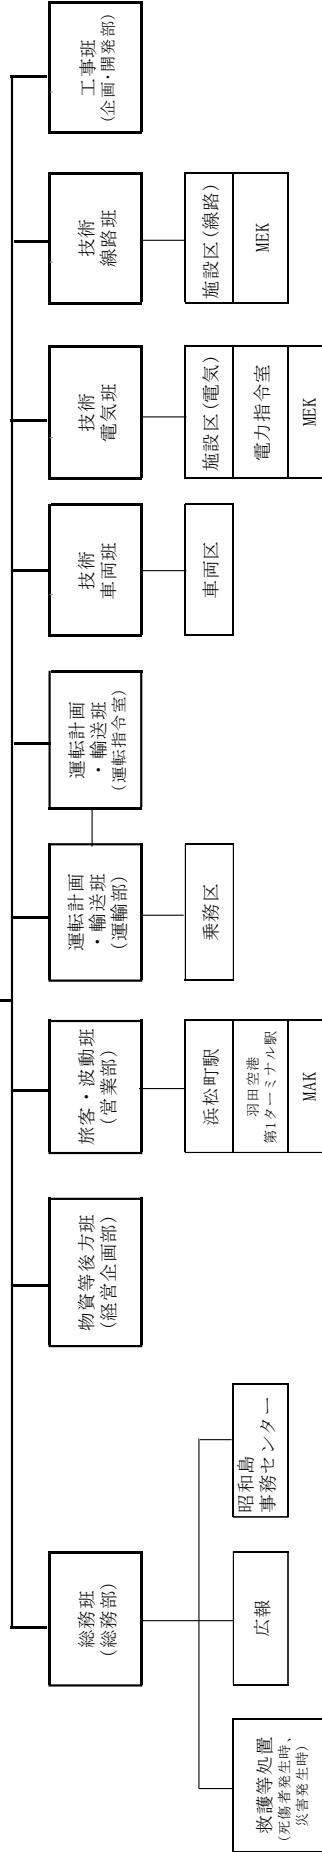 総務班
(総務部)
救護等処置
(死傷者発生時、
災害発生時)
広報
昭和島
事務センター
物資等後方班
(経営企画部)
旅客・波動班
(営業部)
浜松町駅
羽田空港
第1ターミナル駅
MAK
運転計画
・輸送班
(運輸部)
乗務区
運転計画
・輸送班
(運転指令室)
技術
車両班
車両区
技術
電気班
施設区(電気)
電力指令室
MEK
技術
線路班
施設区(線路)
MEK
工事班
(企画・開発部)